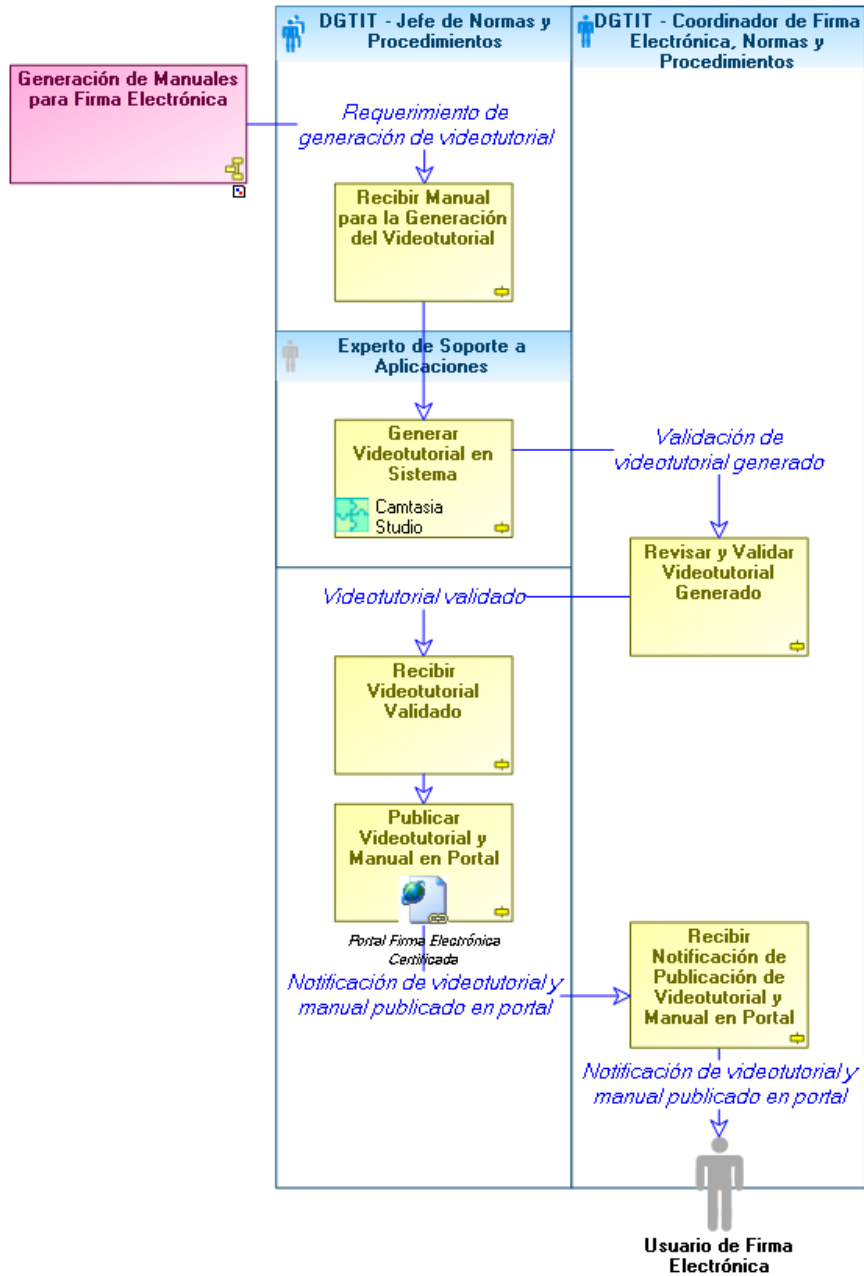 DGTIT - Jefe de Normas y
Procedimientos
DGTIT - Coordinador de Firma
Electrónica, Normas y
Procedimientos
Generación de Manuales
para Firma Electrónica
Requerimiento de
generación de videotutorial
Recibir Manual
para la Generación
del Videotutorial
Experto de Soporte a
Aplicaciones
Generar
Videotutorial en
Sistema
Camtasia
Studio
Validación de
videotutorial generado
Revisar y Validar
Videotutorial
Generado
Videotutorial validado
Recibir
Videotutorial
Validado
Publicar
Videotutorial y
Manual en Portal
Portal Firma Electrónica
Certificada
Notificación de videotutorial y
manual publicado en portal
Recibir
Notificación de
Publicación de
Videotutorial y
Manual en Portal
Notificación de videotutorial y
manual publicado en portal
Usuario de Firma
Electrónica